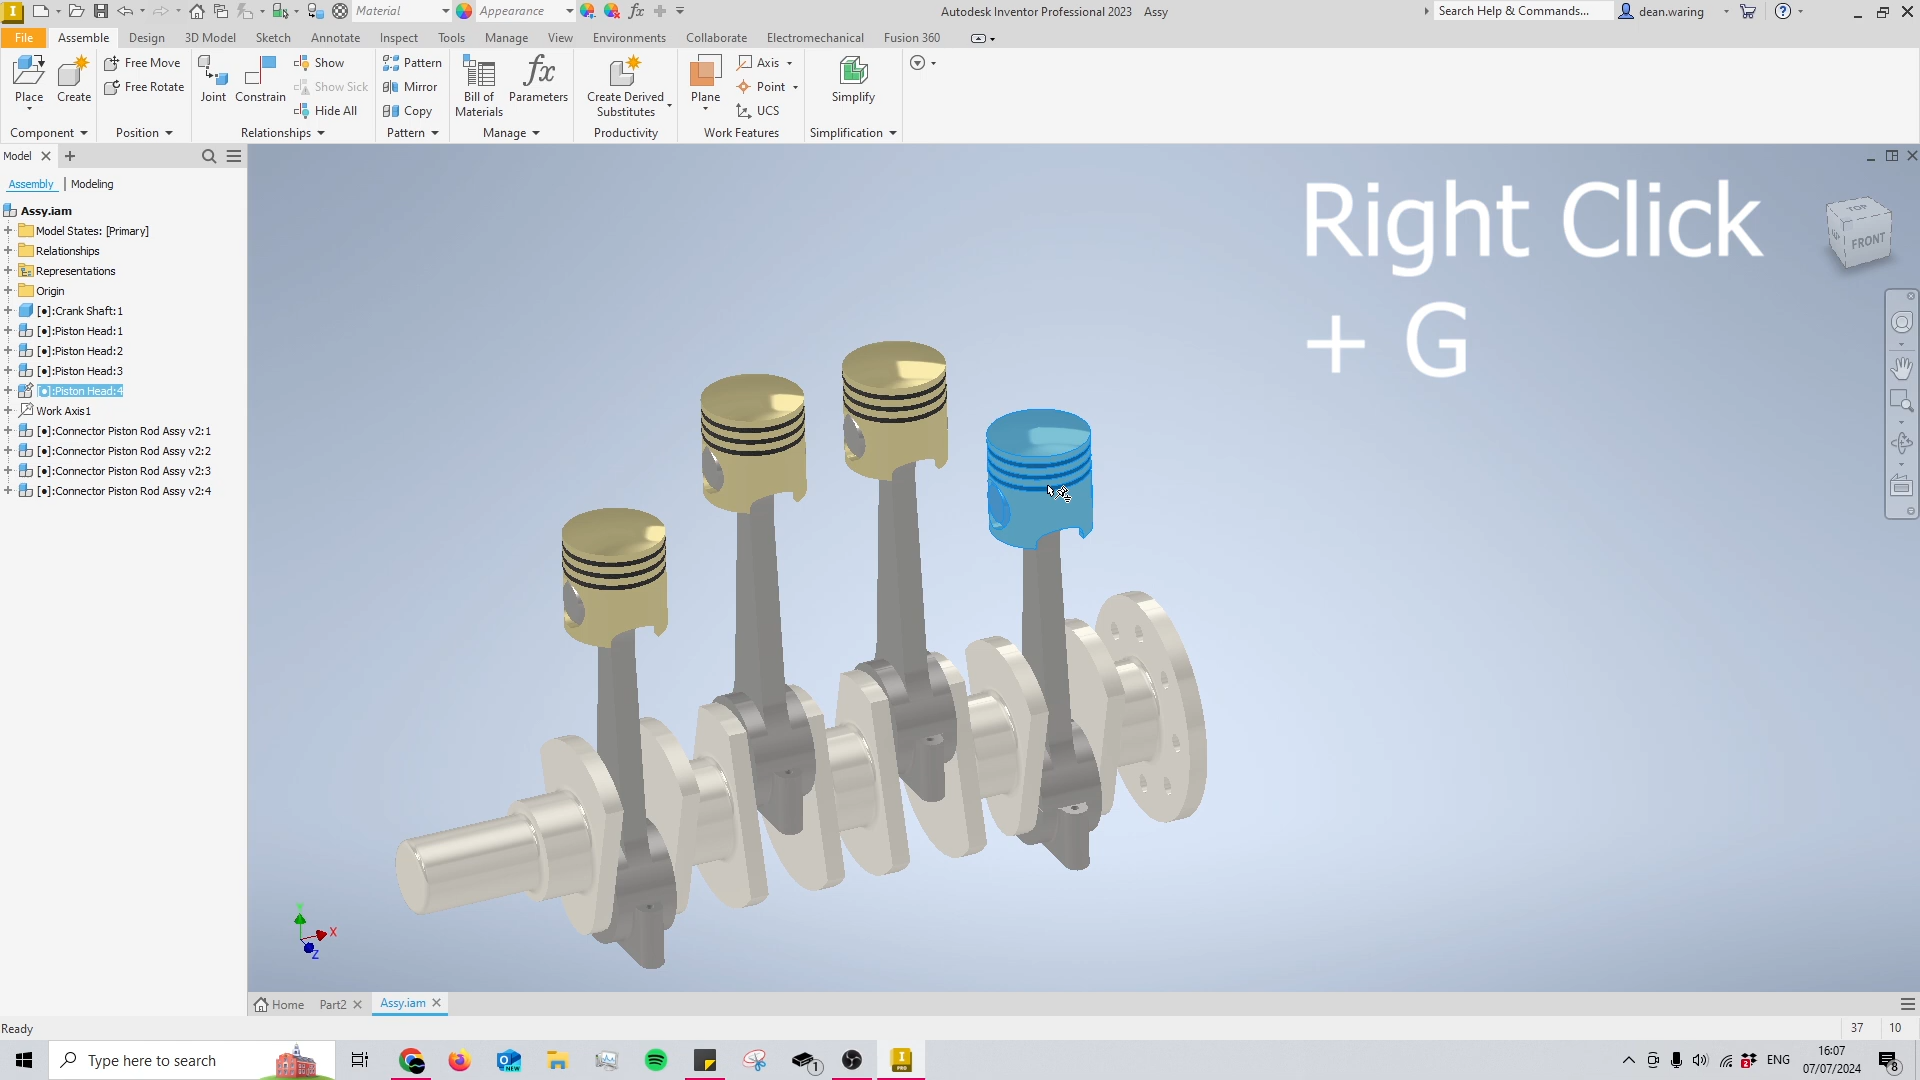 Material
Appearance
Autodesk Inventor Professional 2023 Assy
Search Help & Commands...
dean.waring
File
Assemble
Design
3D Model
Sketch
Annotate
Inspect
Tools
Manage
View
Environments
Collaborate
Electromechanical
Fusion 360
Place
Create
Free Move
Free Rotate
Joint
Constrain
Show
Show Sick
Hide All
Pattern
Mirror
Copy
Bill of
Materials
Parameters
Create Derived
Substitutes
Plane
Axis
Point
UCS
Simplify
Component
Position
Relationships
Pattern
Manage
Productivity
Work Features
Simplification
Model
Assembly
Modeling
Assy.iam
Model States: [Primary]
Relationships
Representations
Origin
[●]:Crank Shaft:1
[●]:Piston Head:1
[●]:Piston Head:2
[●]:Piston Head:3
[●]:Piston Head:4
Work Axis1
[●]:Connector Piston Rod Assy v2:1
[●]:Connector Piston Rod Assy v2:2
[●]:Connector Piston Rod Assy v2:3
[●]:Connector Piston Rod Assy v2:4
Right Click
+ G
TOP
FRONT
Y
X
Z
Home
Part2
Assy.iam
Ready
37
10
Type here to search
ENG
16:07
07/07/2024